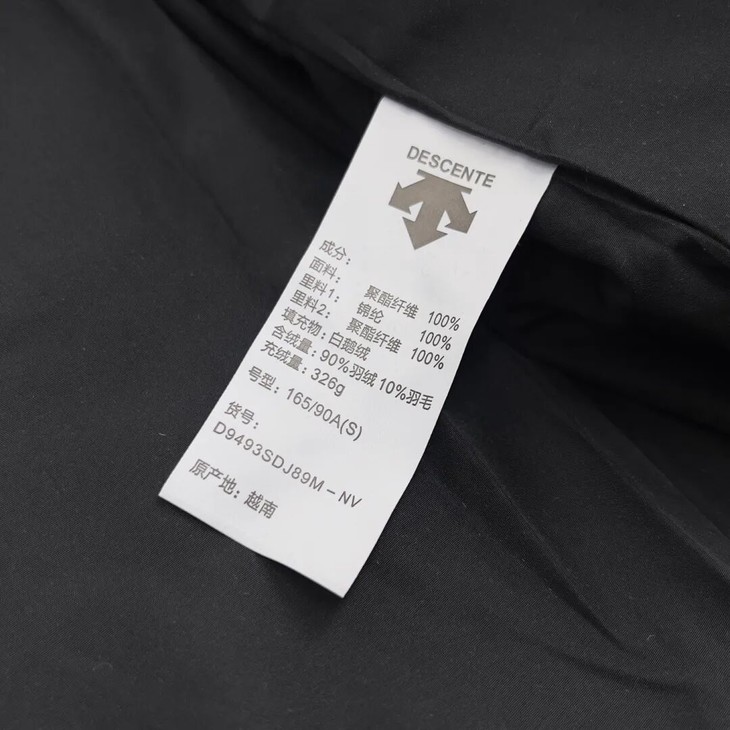 DESCENTE
成分：
面料： 聚酯纤维 100%
里料1： 锦纶 100%
里料2： 聚酯纤维 100%
填充物：白鹅绒
含绒量：90%羽绒 10%羽毛
充绒量：326g
号型：165/90A(S)
货号：
D9493SDJ89M－NV
原产地：越南